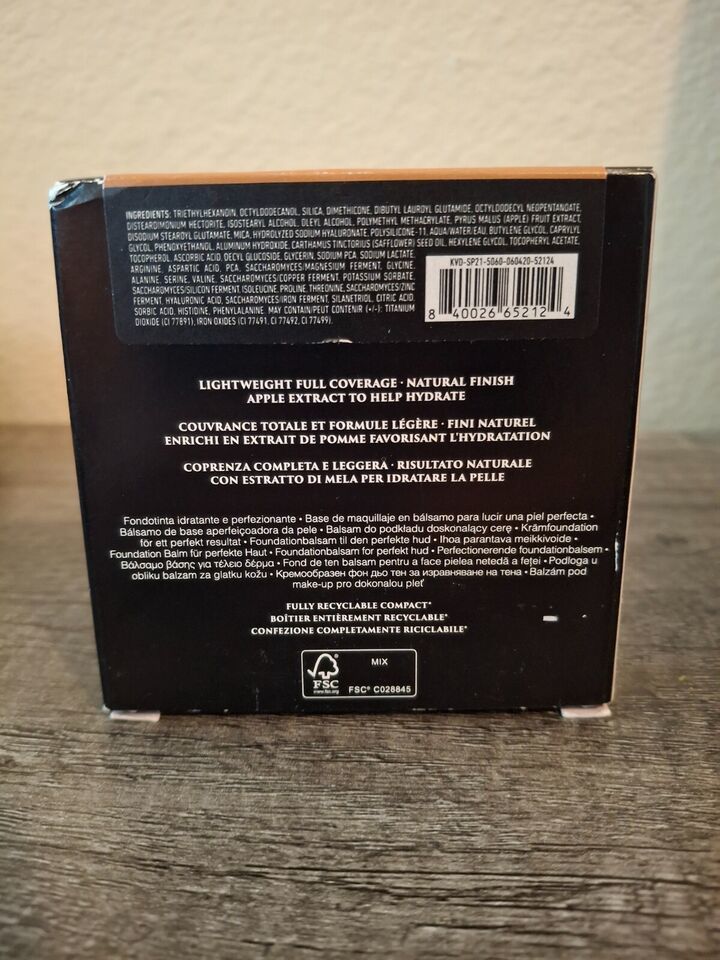 INGREDIENTS: TRIETHYLHEXANOIN, OCTYLDODECANOL, SILICA, DIMETHICONE, DIBUTYL LAUROYL GLUTAMIDE, OCTYLDODECYL NEOPENTANOATE,
DISTEARDIMONIUM HECTORITE, ISOSTEARYL ALCOHOL, OLEYL ALCOHOL, POLYMETHYL METHACRYLATE, PYRUS MALUS (APPLE) FRUIT EXTRACT,
DISODIUM STEAROYL GLUTAMATE, MICA, HYDROLYZED SODIUM HYALURONATE, POLYSILICONE-11, AQUA/WATER/EAU, BUTYLENE GLYCOL, CAPRYLYL
GLYCOL, PHENOXYETHANOL, ALUMINUM HYDROXIDE, CARTHAMUS TINCTORIUS (SAFFLOWER) SEED OIL, HEXYLENE GLYCOL, TOCOPHERYL ACETATE,
TOCOPHEROL, ASCORBIC ACID, DECYL GLUCOSIDE, GLYCERIN, SODIUM PCA, SODIUM LACTATE,
ARGININE, ASPARTIC ACID, PCA, SACCHAROMYCES/MAGNESIUM FERMENT, GLYCINE,
ALANINE, SERINE, VALINE, SACCHAROMYCES/COPPER FERMENT, POTASSIUM SORBATE,
SACCHAROMYCES/SILICON FERMENT, ISOLEUCINE, PROLINE, THREONINE, SACCHAROMYCES/ZINC
FERMENT, HYALURONIC ACID, SACCHAROMYCES/IRON FERMENT, SILANETRIOL, CITRIC ACID,
SORBIC ACID, HISTIDINE, PHENYLALANINE. MAY CONTAIN/PEUT CONTENIR (+/-): TITANIUM
DIOXIDE (CI 77891), IRON OXIDES (CI 77491, CI 77492, CI 77499).
KVD-SP21-5060-060420-52124
8 40026 65212 4
LIGHTWEIGHT FULL COVERAGE · NATURAL FINISH
APPLE EXTRACT TO HELP HYDRATE
COUVRANCE TOTALE ET FORMULE LÉGÈRE · FINI NATUREL
ENRICHI EN EXTRAIT DE POMME FAVORISANT L'HYDRATATION
COPRENZA COMPLETA E LEGGERA · RISULTATO NATURALE
CON ESTRATTO DI MELA PER IDRATARE LA PELLE
Fondotinta idratante e perfezionante • Base de maquillaje en bálsamo para lucir una piel perfecta •
Bálsamo de base aperfeiçoadora da pele • Balsam do podkładu doskonalący cerę • Krämfoundation
för ett perfekt resultat • Foundationbalsam til den perfekte hud • Ihoa parantava meikkivoide •
Foundation Balm für perfekte Haut • Foundationbalsam for perfekt hud • Perfectionerende foundationbalsem •
Βάλσαμο βάσης για τέλειο δέρμα • Fond de ten balsam pentru a face pielea netedă a feței • Podloga u
obliku balzam za glatku kožu • Кремообразен фон дьо тен за изравняване на тена • Balzám pod
make-up pro dokonalou pleť
FULLY RECYCLABLE COMPACT*
BOÎTIER ENTIÈREMENT RECYCLABLE*
CONFEZIONE COMPLETAMENTE RICICLABILE*
FSC
www.fsc.org
MIX
FSC® C028845